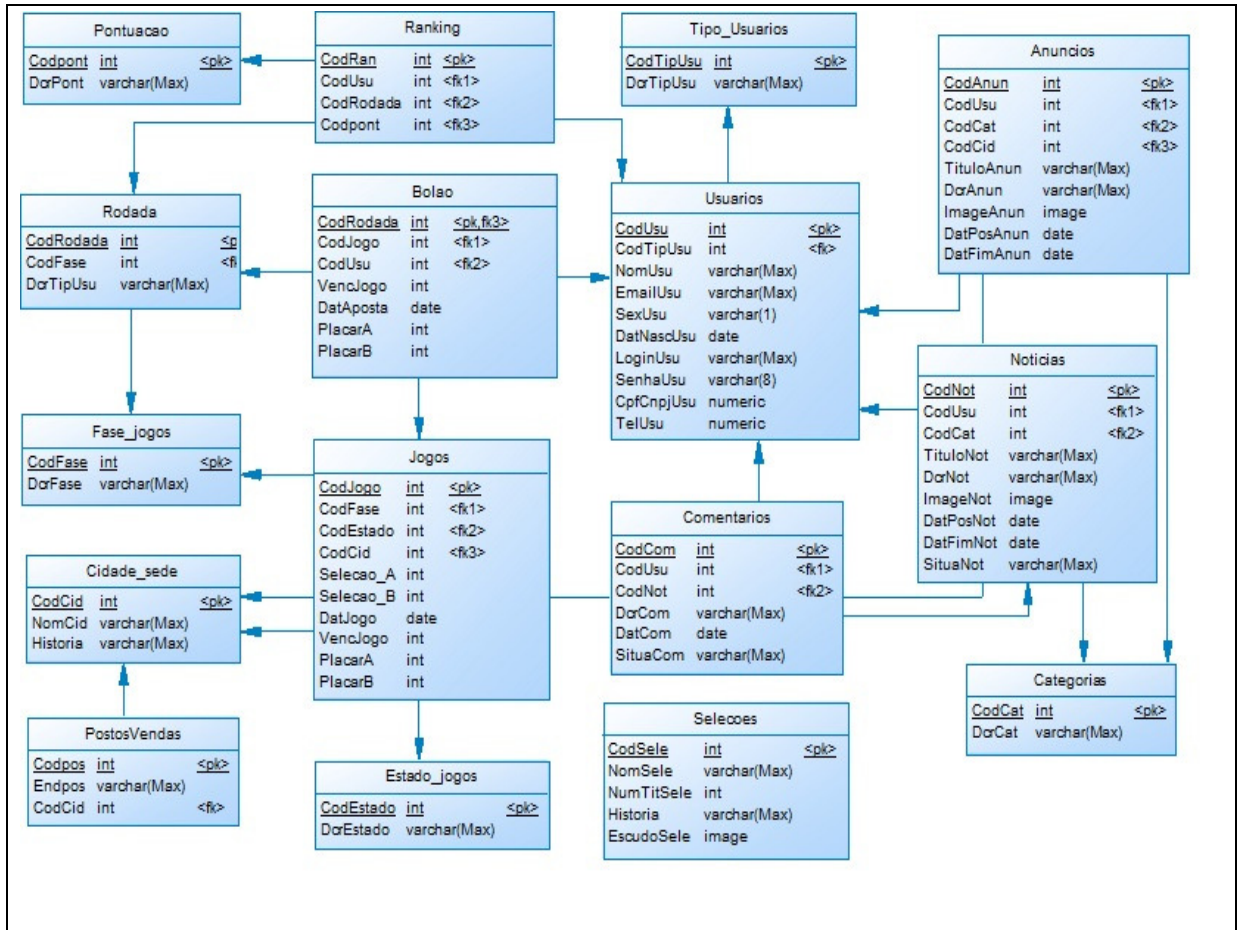 Pontuacao
Codpont int <pk>
DcrPont varchar(Max)
Ranking
CodRan int <pk>
CodUsu int <fk1>
CodRodada int <fk2>
Codpont int <fk3>
Tipo_Usuarios
CodTipUsu int <pk>
DcrTipUsu varchar(Max)
Anuncios
CodAnun int <pk>
CodUsu int <fk1>
CodCat int <fk2>
CodCid int <fk3>
TituloAnun varchar(Max)
DcrAnun varchar(Max)
ImageAnun image
DatPosAnun date
DatFimAnun date
Rodada
CodRodada int <p
CodFase int <fk
DcrTipUsu varchar(Max)
Bolao
CodRodada int <pk,fk3>
CodJogo int <fk1>
CodUsu int <fk2>
VencJogo int
DatAposta date
PlacarA int
PlacarB int
Usuarios
CodUsu int <pk>
CodTipUsu int <fk>
NomUsu varchar(Max)
EmailUsu varchar(Max)
SexUsu varchar(1)
DatNascUsu date
LoginUsu varchar(Max)
SenhaUsu varchar(8)
CpfCnpjUsu numeric
TelUsu numeric
Noticias
CodNot int <pk>
CodUsu int <fk1>
CodCat int <fk2>
TituloNot varchar(Max)
DcrNot varchar(Max)
ImageNot image
DatPosNot date
DatFimNot date
SituaNot varchar(Max)
Fase_jogos
CodFase int <pk>
DcrFase varchar(Max)
Jogos
CodJogo int <pk>
CodFase int <fk1>
CodEstado int <fk2>
CodCid int <fk3>
Selecao_A int
Selecao_B int
DatJogo date
VencJogo int
PlacarA int
PlacarB int
Comentarios
CodCom int <pk>
CodUsu int <fk1>
CodNot int <fk2>
DcrCom varchar(Max)
DatCom date
SituaCom varchar(Max)
Cidade_sede
CodCid int <pk>
NomCid varchar(Max)
Historia varchar(Max)
Categorias
CodCat int <pk>
DcrCat varchar(Max)
PostosVendas
Codpos int <pk>
Endpos varchar(Max)
CodCid int <fk>
Estado_jogos
CodEstado int <pk>
DcrEstado varchar(Max)
Selecoes
CodSele int <pk>
NomSele varchar(Max)
NumTitSele int
Historia varchar(Max)
EscudoSele image